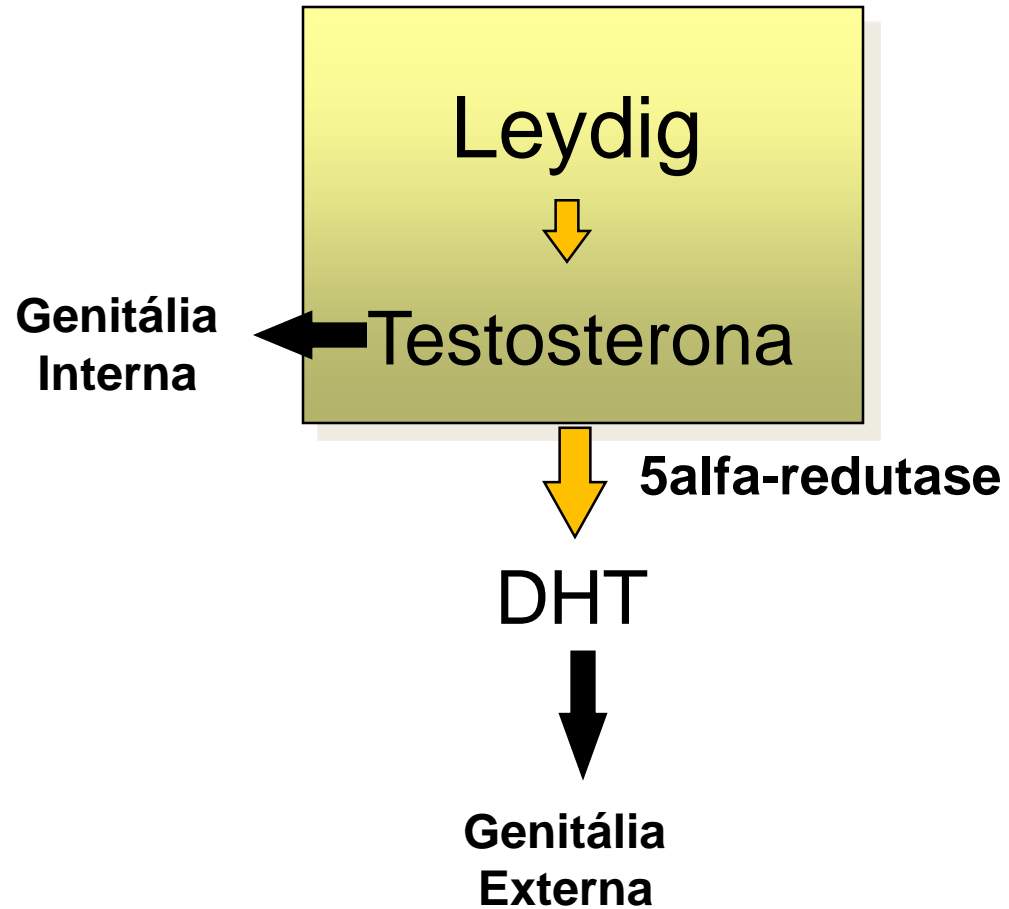 Leydig
Genitália
Interna
Testosterona
5alfa-redutase
DHT
Genitália
Externa